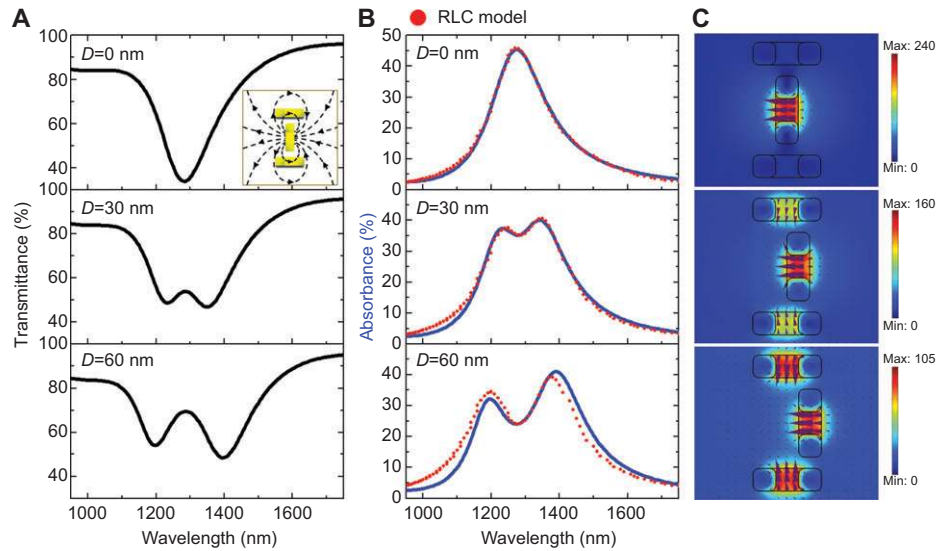 A
B
RLC model
C
100
80
60
40
D=0 nm
100
80
60
40
D=30 nm
100
80
60
40
D=60 nm
Transmittance (%)
1000 1200 1400 1600
Wavelength (nm)
50
40
30
20
10
0
D=0 nm
50
40
30
20
10
0
D=30 nm
50
40
30
20
10
0
D=60 nm
Absorbance (%)
1000 1200 1400 1600
Wavelength (nm)
Max: 240
Min: 0
Max: 160
Min: 0
Max: 105
Min: 0